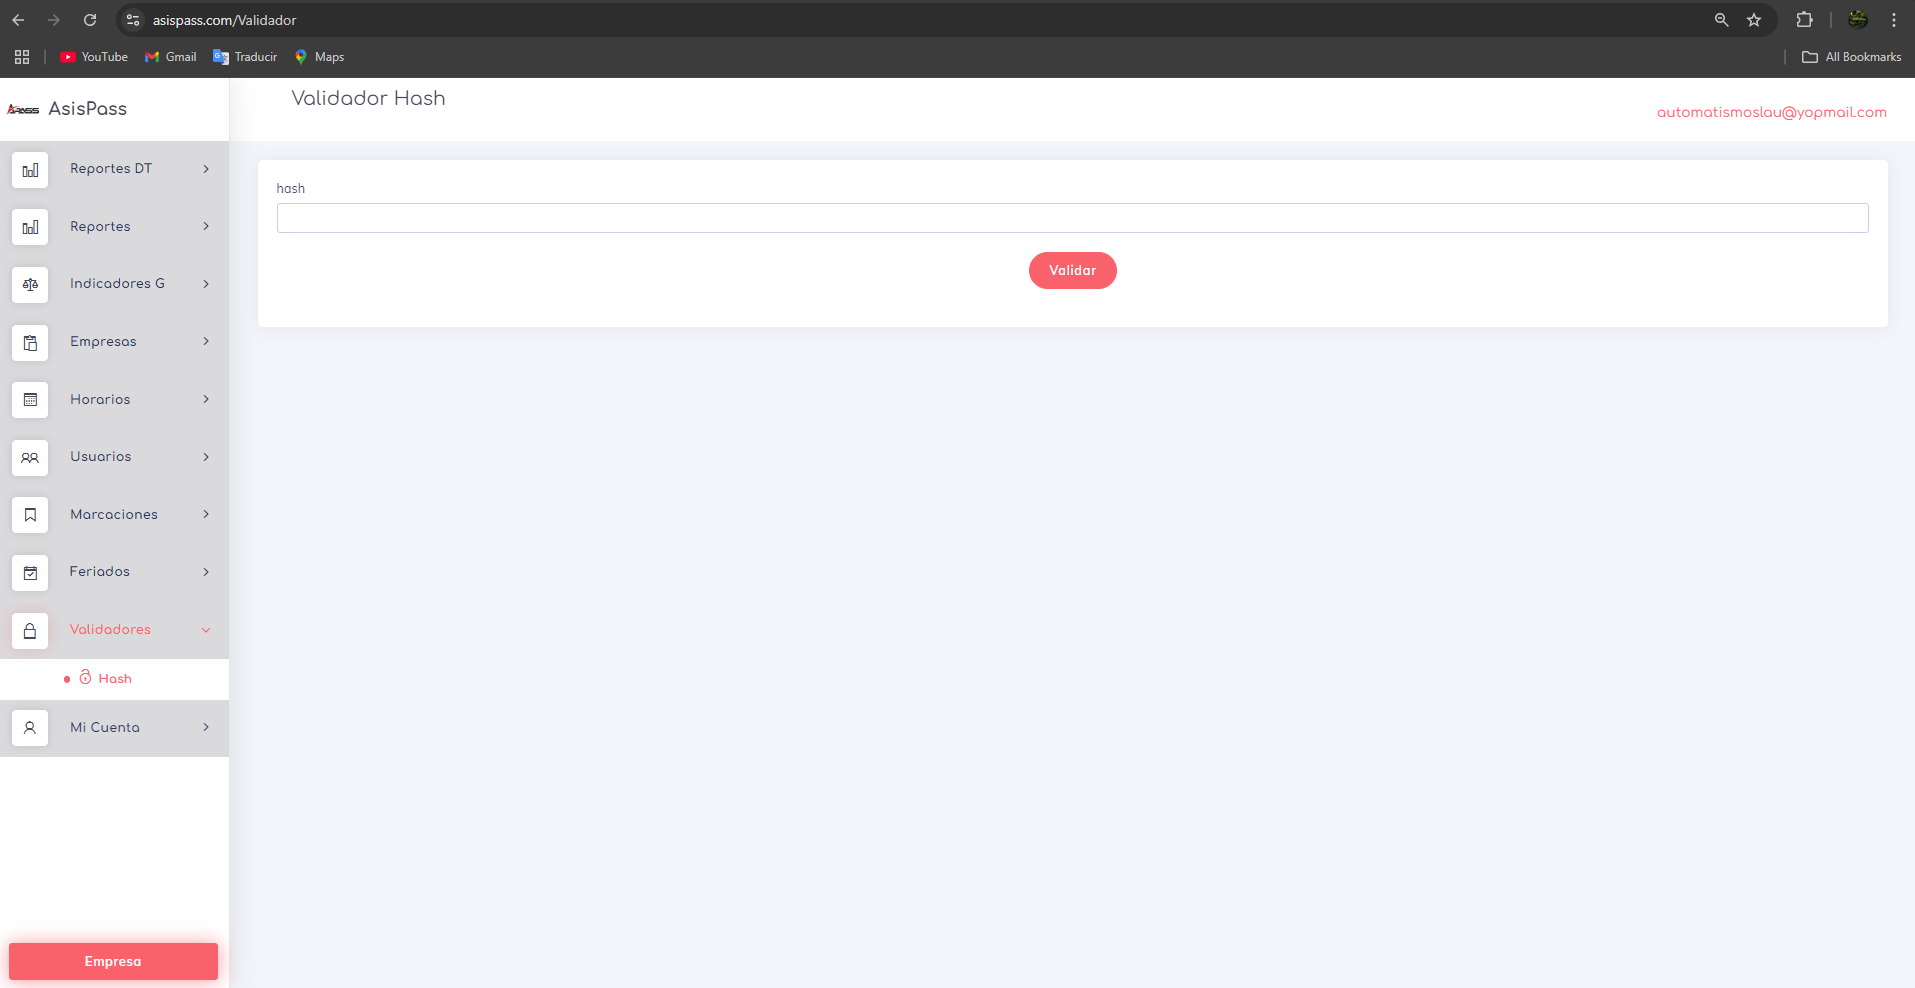 asispass.com/Validador
YouTube
Gmail
Traducir
Maps
All Bookmarks
APASS AsisPass
Validador Hash
automatismoslau@yopmail.com
Reportes DT
Reportes
Indicadores G
Empresas
Horarios
Usuarios
Marcaciones
Feriados
Validadores
Hash
Mi Cuenta
Empresa
hash
Validar